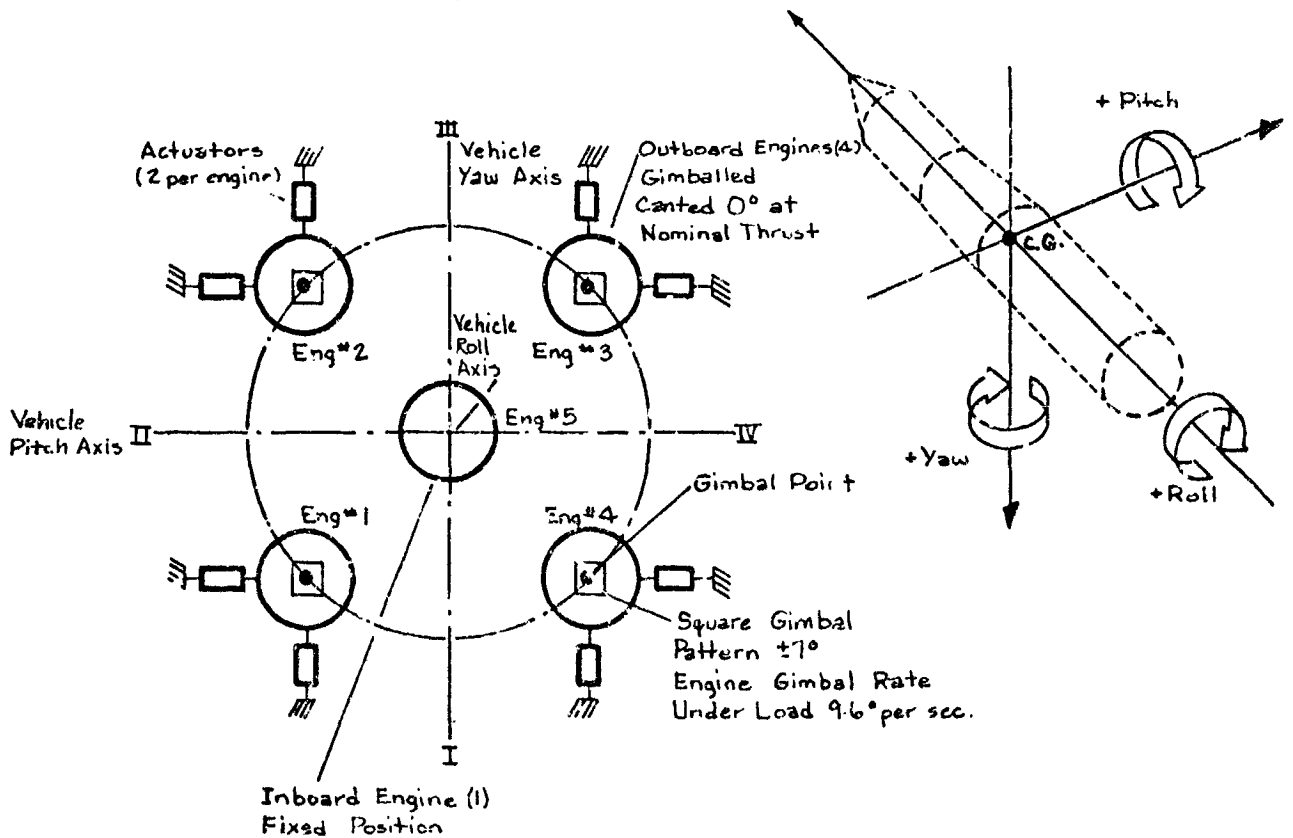 III
Actuators
(2 per engine)
Vehicle
Yaw Axis
Outboard Engines(4)
Gimballed
Canted 0° at
Nominal Thrust
+ Pitch
C.G.
Eng#2
Vehicle
Roll
Axis
Eng#3
Vehicle
Pitch Axis
II
Eng#5
IV
+Yaw
+Roll
Gimbal Point
Eng#1
Eng#4
Square Gimbal
Pattern ±7°
Engine Gimbal Rate
Under Load 9.6° per sec.
I
Inboard Engine (1)
Fixed Position